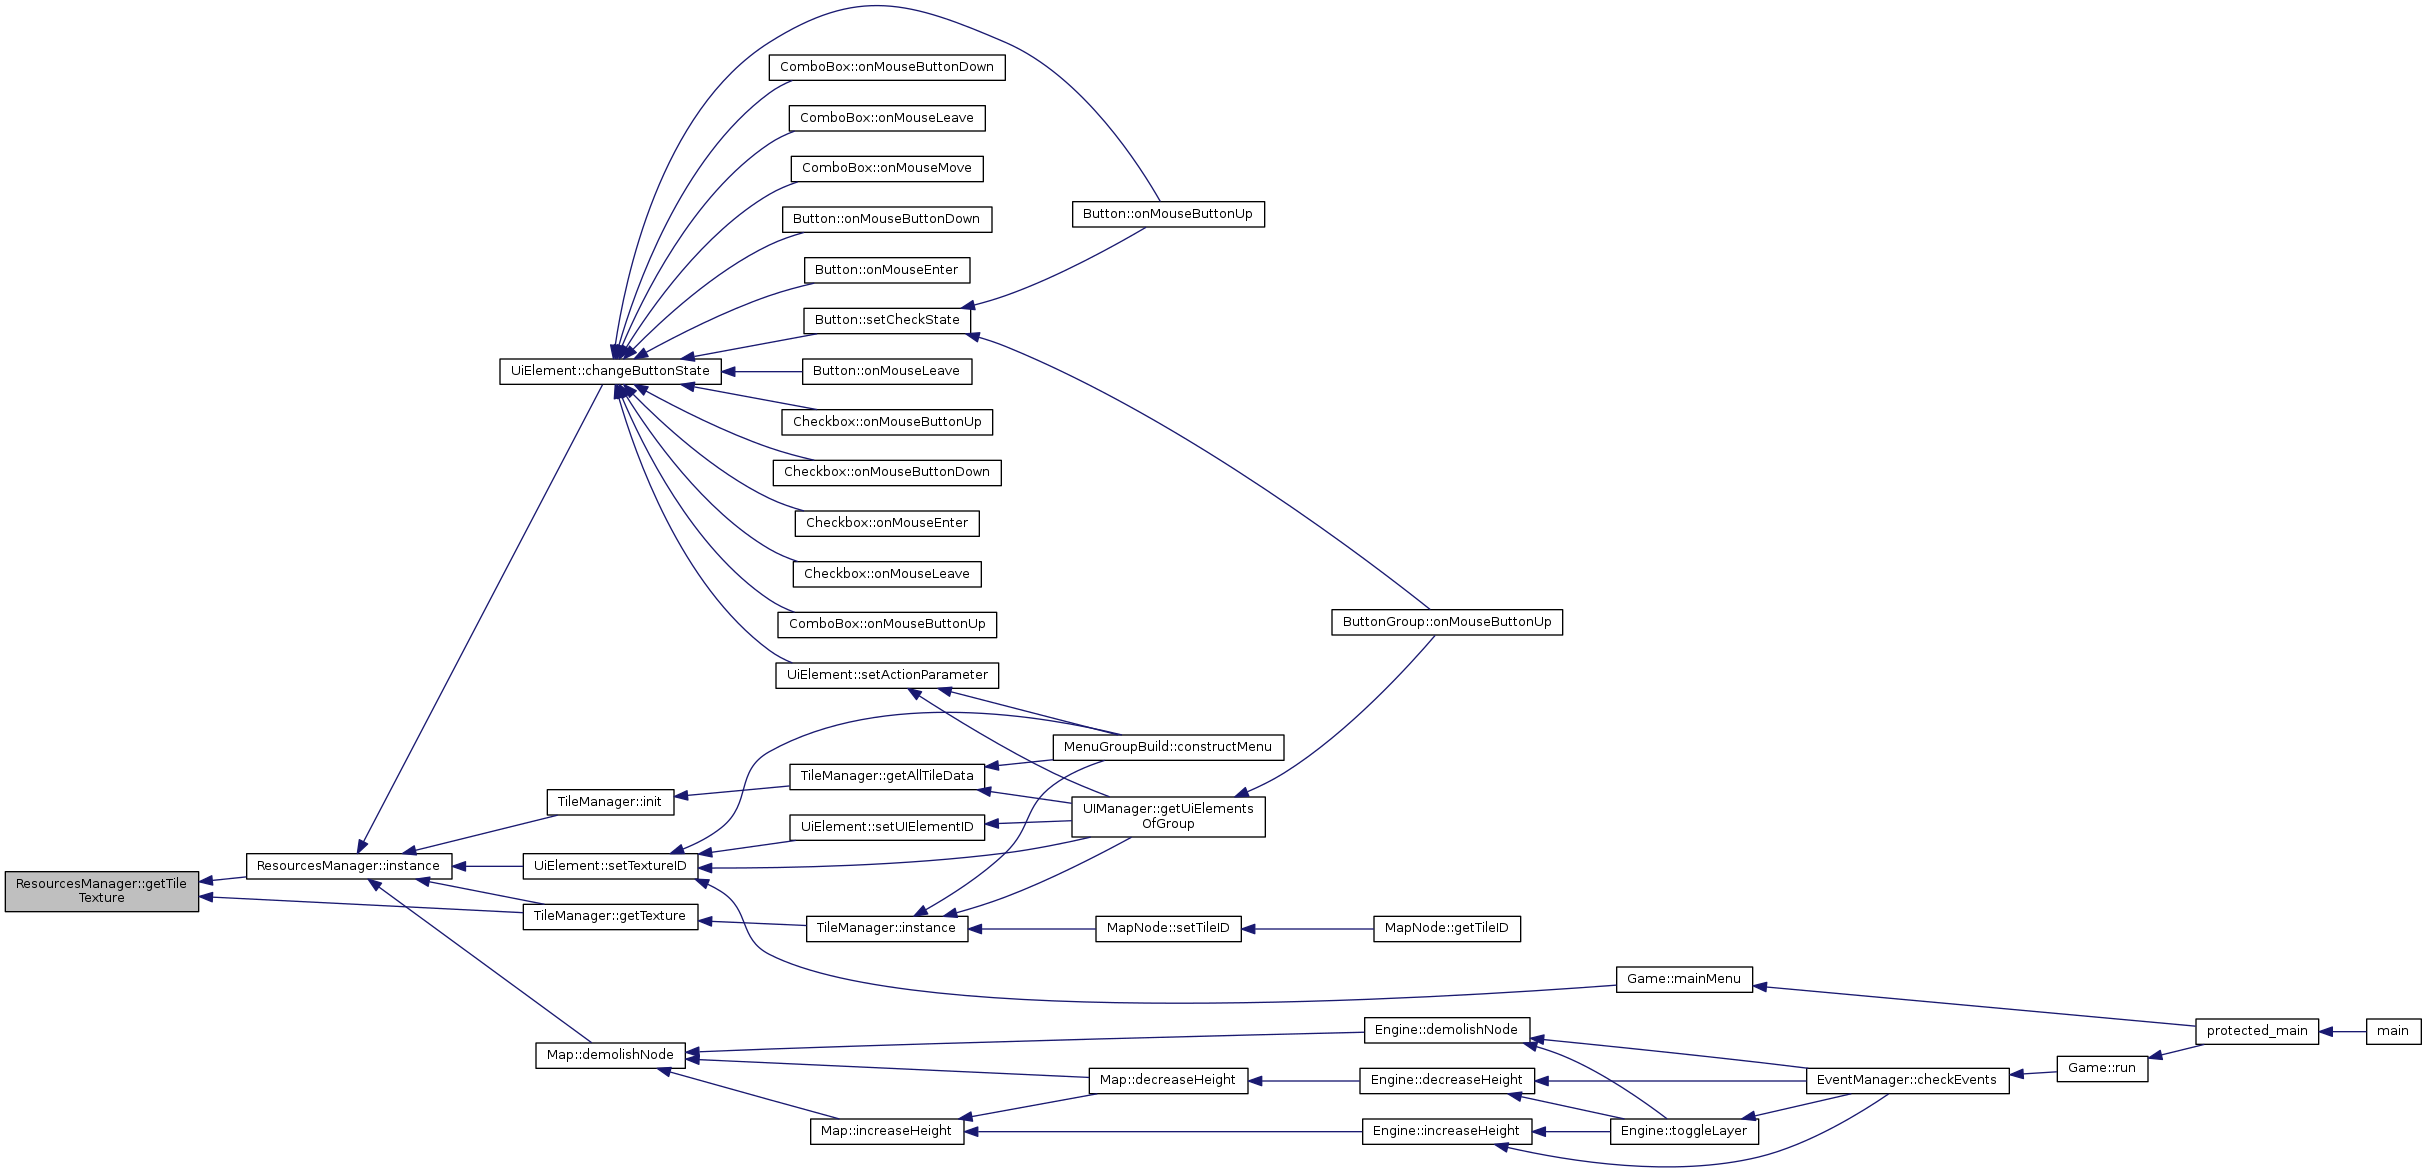 ComboBox::onMouseButtonDown
ComboBox::onMouseLeave
ComboBox::onMouseMove
Button::onMouseButtonDown
Button::onMouseButtonUp
Button::onMouseEnter
Button::setCheckState
UiElement::changeButtonState
Button::onMouseLeave
Checkbox::onMouseButtonUp
Checkbox::onMouseButtonDown
Checkbox::onMouseEnter
Checkbox::onMouseLeave
ComboBox::onMouseButtonUp
ButtonGroup::onMouseButtonUp
UiElement::setActionParameter
MenuGroupBuild::constructMenu
TileManager::getAllTileData
TileManager::init
UIManager::getUiElements
OfGroup
UiElement::setUIElementID
ResourcesManager::instance
UiElement::setTextureID
ResourcesManager::getTile
Texture
TileManager::getTexture
TileManager::instance
MapNode::setTileID
MapNode::getTileID
Game::mainMenu
Engine::demolishNode
protected_main
main
Map::demolishNode
Game::run
Map::decreaseHeight
Engine::decreaseHeight
EventManager::checkEvents
Map::increaseHeight
Engine::increaseHeight
Engine::toggleLayer